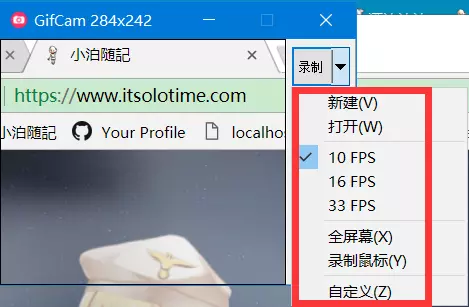 GifCam 284x242
小泊随記
录制
https://www.itsolotime.com
小泊随記
Your Profile
localhos
新建(V)
打开(W)
10 FPS
16 FPS
33 FPS
全屏幕(X)
录制鼠标(Y)
自定义(Z)